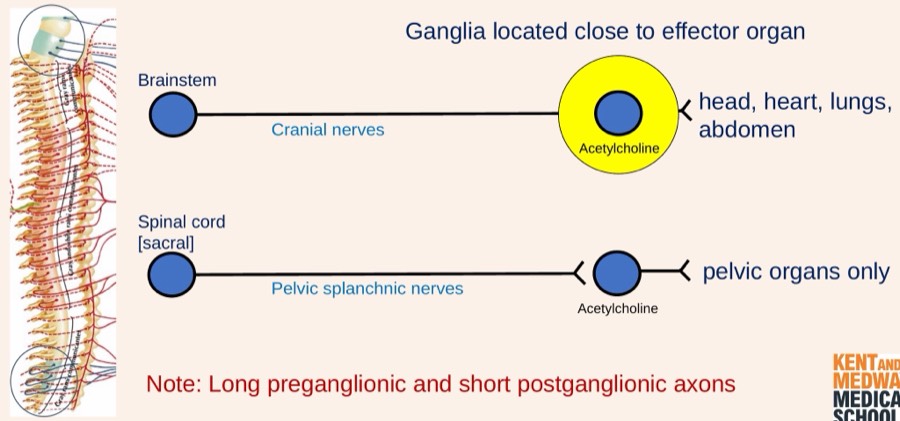 Ganglia located close to effector organ
Brainstem
Cranial nerves
Acetylcholine
head, heart, lungs,
abdomen
Spinal cord
[sacral]
Pelvic splanchnic nerves
Acetylcholine
pelvic organs only
Note: Long preganglionic and short postganglionic axons
KENT AND
MEDWA
MEDICA
SCHOOL